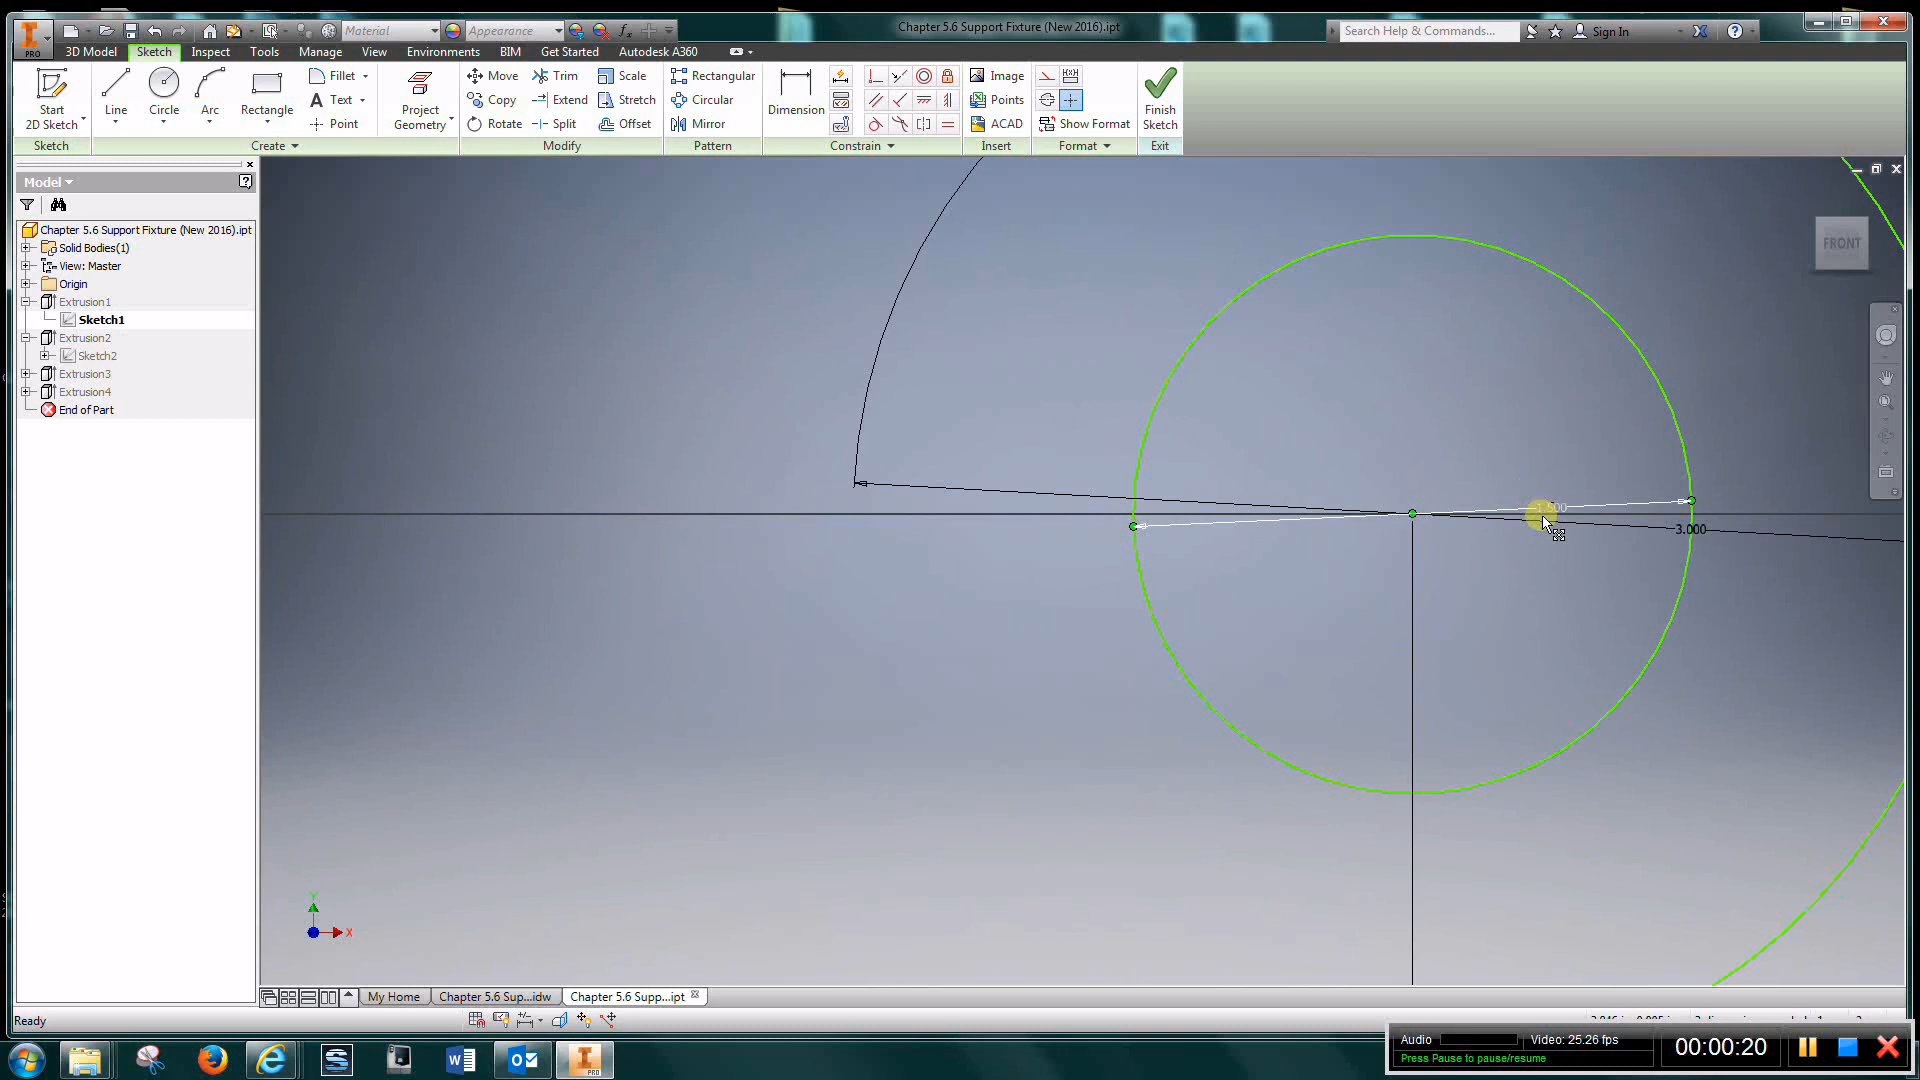 Material
Appearance
Chapter 5.6 Support Fixture (New 2016).ipt
Search Help & Commands...
Sign In
PRO
3D Model
Sketch
Inspect
Tools
Manage
View
Environments
BIM
Get Started
Autodesk A360
Start
2D Sketch
Line
Circle
Arc
Rectangle
Fillet
Text
Point
Project
Geometry
Move
Copy
Rotate
Trim
Extend
Split
Scale
Stretch
Offset
Rectangular
Circular
Mirror
Dimension
Image
Points
ACAD
Show Format
Finish
Sketch
Sketch
Create
Modify
Pattern
Constrain
Insert
Format
Exit
Model
Chapter 5.6 Support Fixture (New 2016).ipt
Solid Bodies(1)
View: Master
Origin
Extrusion1
Sketch1
Extrusion2
Sketch2
Extrusion3
Extrusion4
End of Part
FRONT
1.500
3.000
Y
X
My Home
Chapter 5.6 Sup...idw
Chapter 5.6 Supp...ipt
Ready
Audio
Video: 25.26 fps
Press Pause to pause/resume
00:00:20
PRO